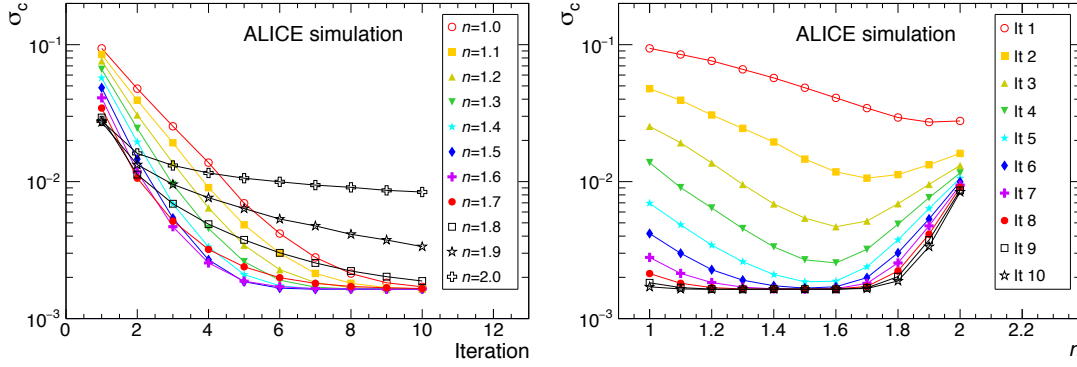 σc
ALICE simulation
10⁻¹
10⁻²
10⁻³
0 2 4 6 8 10 12
Iteration
n=1.0
n=1.1
n=1.2
n=1.3
n=1.4
n=1.5
n=1.6
n=1.7
n=1.8
n=1.9
n=2.0
σc
ALICE simulation
10⁻¹
10⁻²
10⁻³
1 1.2 1.4 1.6 1.8 2 2.2
n
It 1
It 2
It 3
It 4
It 5
It 6
It 7
It 8
It 9
It 10